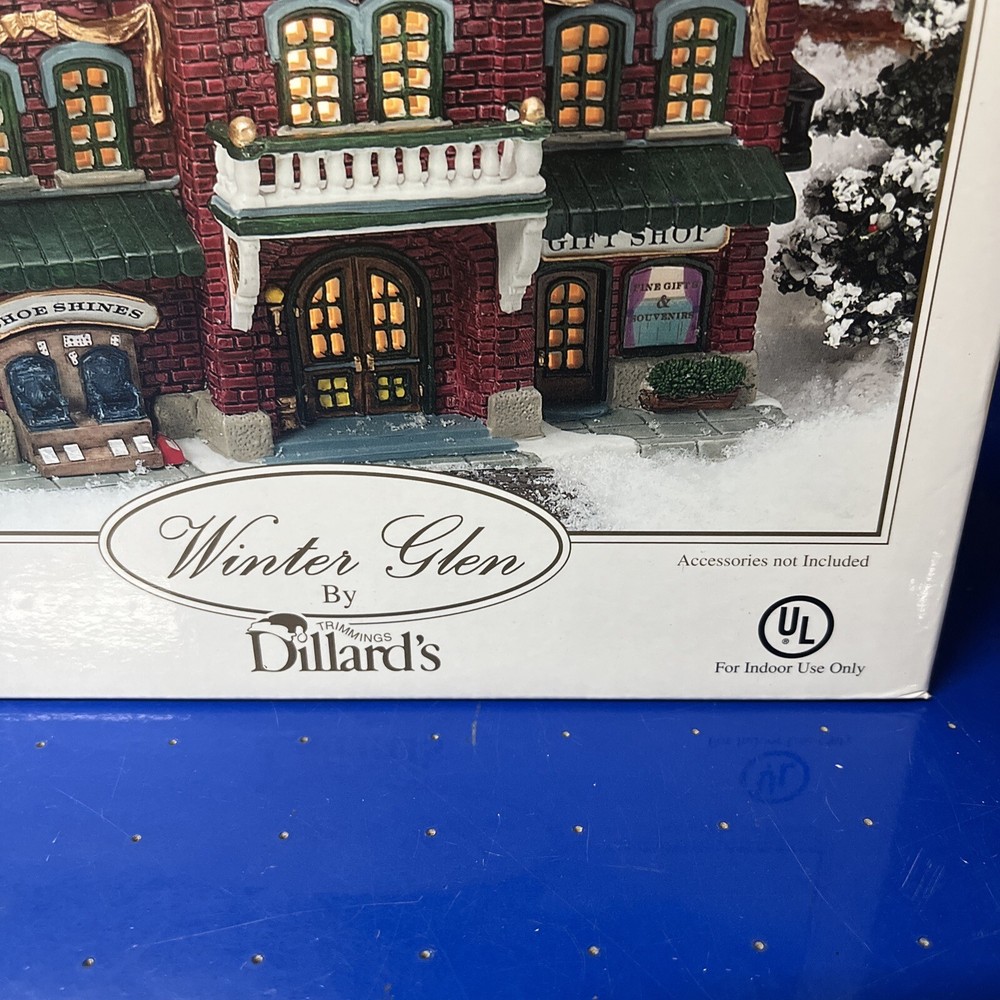 GIFT SHOP
HOE SHINES
FINE GIFTS
&
SOUVENIRS
Winter Glen
By
TRIMMINGS
Dillard's
Accessories not Included
UL
®
For Indoor Use Only